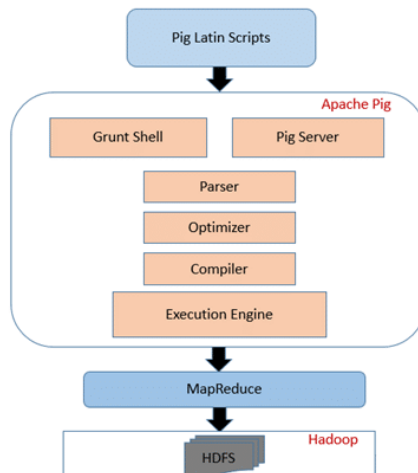 Pig Latin Scripts
Apache Pig
Grunt Shell
Pig Server
Parser
Optimizer
Compiler
Execution Engine
MapReduce
Hadoop
HDFS